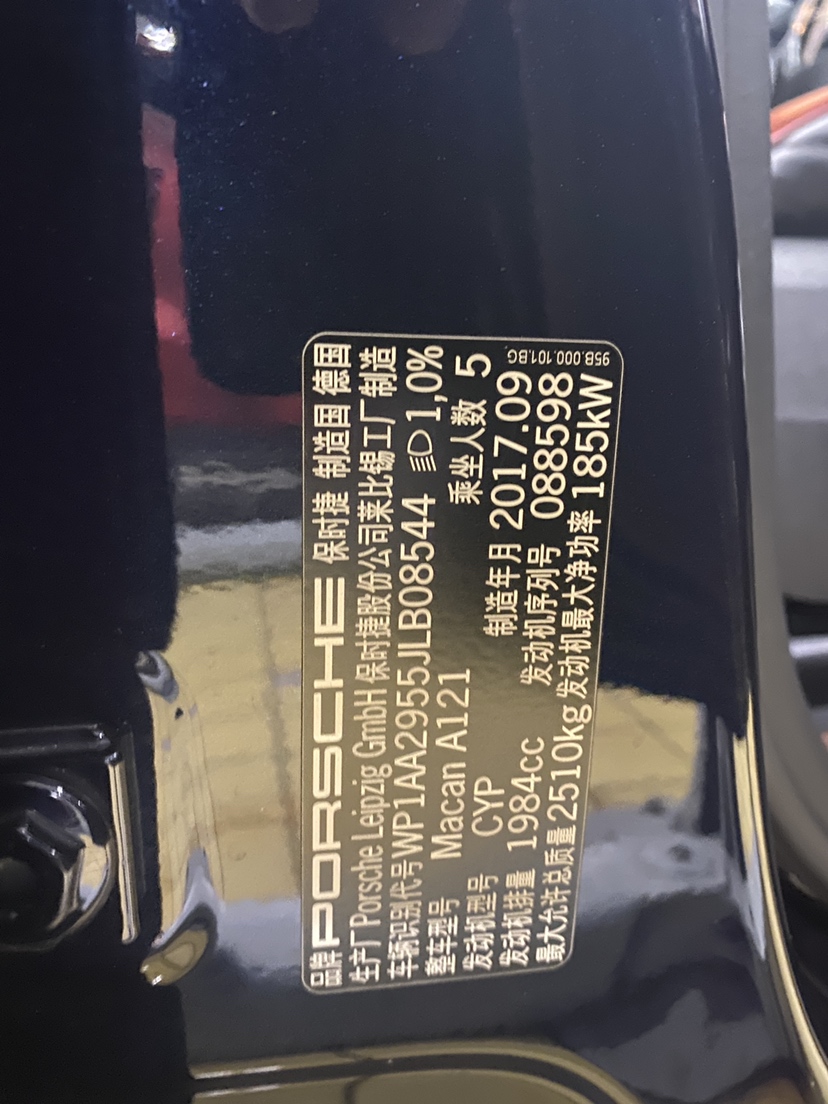 品牌 PORSCHE 保时捷 制造国 德国
生产厂 Porsche Leipzig GmbH 保时捷股份公司莱比锡工厂制造
车辆识别代号 WP1AA2955JLB08544 1,0%
整车型号 Macan A121 乘坐人数 5
发动机型号 CYP 制造年月 2017.09
发动机排量 1984cc 发动机序列号 088598
最大允许总质量 2510kg 发动机最大净功率 185kW
95B.000.101.BG